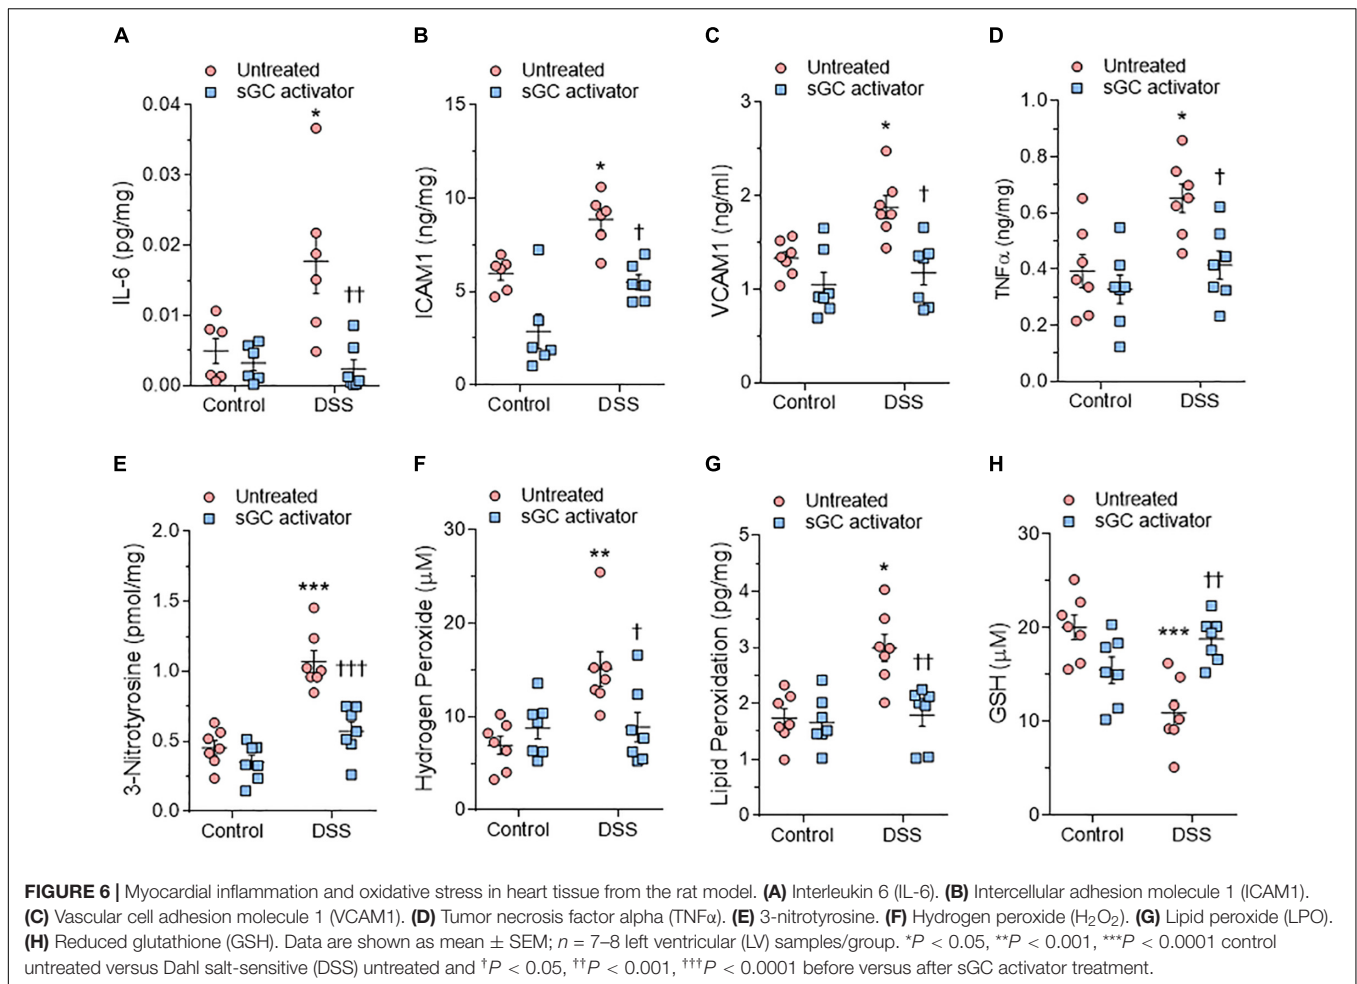 A
Untreated
sGC activator
IL-6 (pg/mg)
0.04
0.03
0.02
0.01
0.00
*
††
Control
DSS
B
Untreated
sGC activator
ICAM1 (ng/mg)
15
10
5
0
*
†
Control
DSS
C
Untreated
sGC activator
VCAM1 (ng/ml)
3
2
1
0
*
†
Control
DSS
D
Untreated
sGC activator
TNFα (ng/mg)
1.0
0.8
0.6
0.4
0.2
0.0
*
†
Control
DSS
E
Untreated
sGC activator
3-Nitrotyrosine (pmol/mg)
2.0
1.5
1.0
0.5
0.0
***
†††
Control
DSS
F
Untreated
sGC activator
Hydrogen Peroxide (μM)
30
20
10
0
**
†
Control
DSS
G
Untreated
sGC activator
Lipid Peroxidation (pg/mg)
5
4
3
2
1
0
*
††
Control
DSS
H
Untreated
sGC activator
GSH (μM)
30
20
10
0
***
††
Control
DSS
FIGURE 6 | Myocardial inflammation and oxidative stress in heart tissue from the rat model. (A) Interleukin 6 (IL-6). (B) Intercellular adhesion molecule 1 (ICAM1).
(C) Vascular cell adhesion molecule 1 (VCAM1). (D) Tumor necrosis factor alpha (TNFα). (E) 3-nitrotyrosine. (F) Hydrogen peroxide (H₂O₂). (G) Lipid peroxide (LPO).
(H) Reduced glutathione (GSH). Data are shown as mean ± SEM; n = 7–8 left ventricular (LV) samples/group. *P < 0.05, **P < 0.001, ***P < 0.0001 control
untreated versus Dahl salt-sensitive (DSS) untreated and †P < 0.05, ††P < 0.001, †††P < 0.0001 before versus after sGC activator treatment.